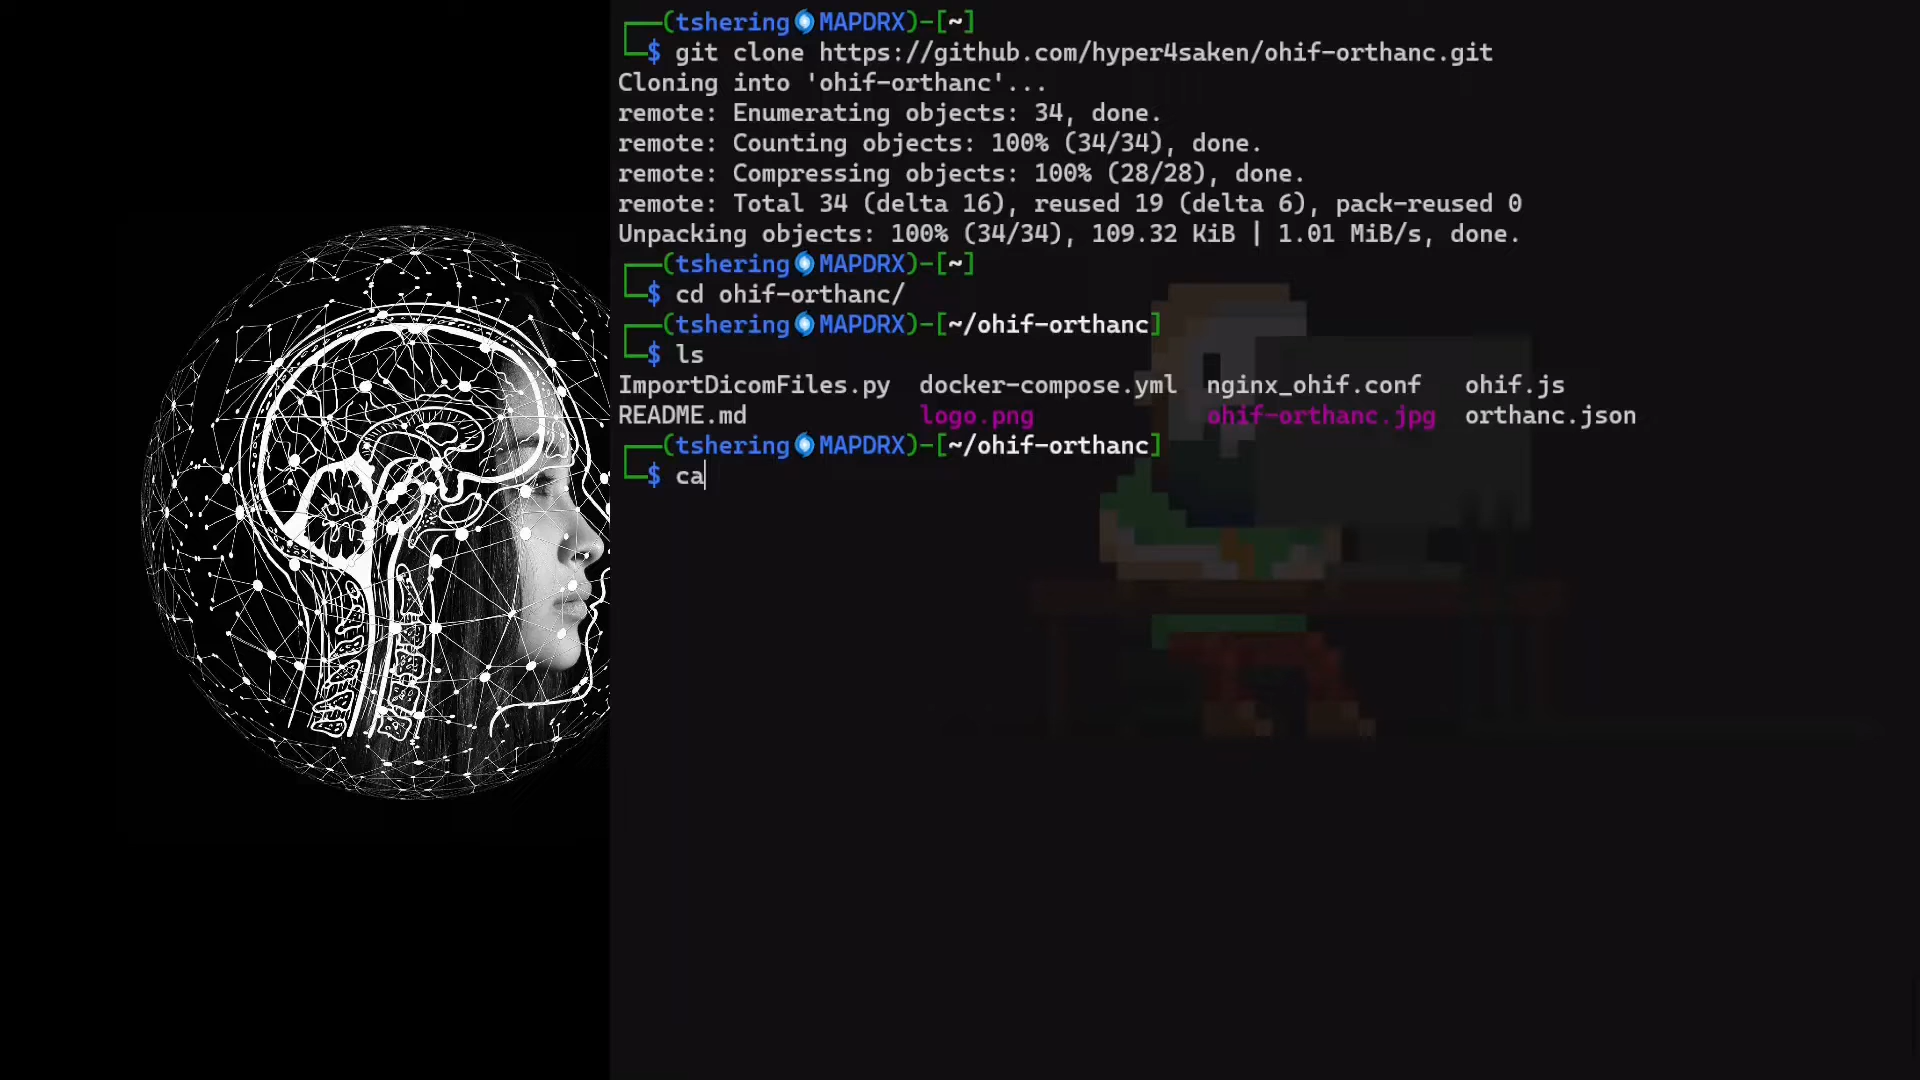 ┌──(tshering🌀MAPDRX)-[~]
└─$ git clone https://github.com/hyper4saken/ohif-orthanc.git
Cloning into 'ohif-orthanc'...
remote: Enumerating objects: 34, done.
remote: Counting objects: 100% (34/34), done.
remote: Compressing objects: 100% (28/28), done.
remote: Total 34 (delta 16), reused 19 (delta 6), pack-reused 0
Unpacking objects: 100% (34/34), 109.32 KiB | 1.01 MiB/s, done.
┌──(tshering🌀MAPDRX)-[~]
└─$ cd ohif-orthanc/
┌──(tshering🌀MAPDRX)-[~/ohif-orthanc]
└─$ ls
ImportDicomFiles.py  docker-compose.yml  nginx_ohif.conf   ohif.js
README.md            logo.png            ohif-orthanc.jpg  orthanc.json
┌──(tshering🌀MAPDRX)-[~/ohif-orthanc]
└─$ ca